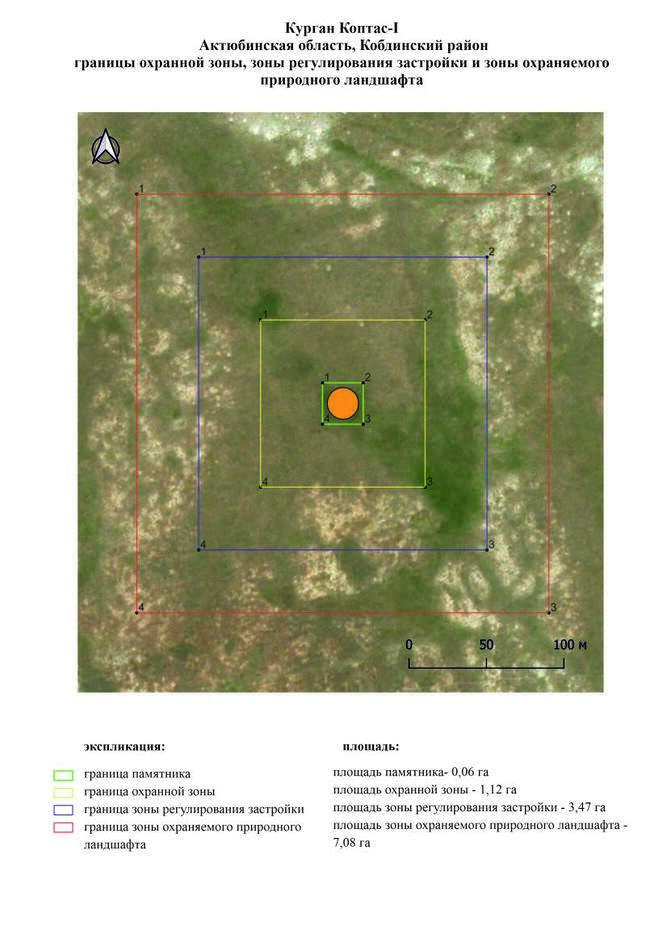 Курган Коптас-I
Актюбинская область, Кобдинский район
границы охранной зоны, зоны регулирования застройки и зоны охраняемого
природного ландшафта
1
2
1
2
1
2
1
2
4
3
4
3
4
3
4
3
0 50 100 м
экспликация:
граница памятника
граница охранной зоны
граница зоны регулирования застройки
граница зоны охраняемого природного
ландшафта
площадь:
площадь памятника- 0,06 га
площадь охранной зоны - 1,12 га
площадь зоны регулирования застройки - 3,47 га
площадь зоны охраняемого природного ландшафта -
7,08 га